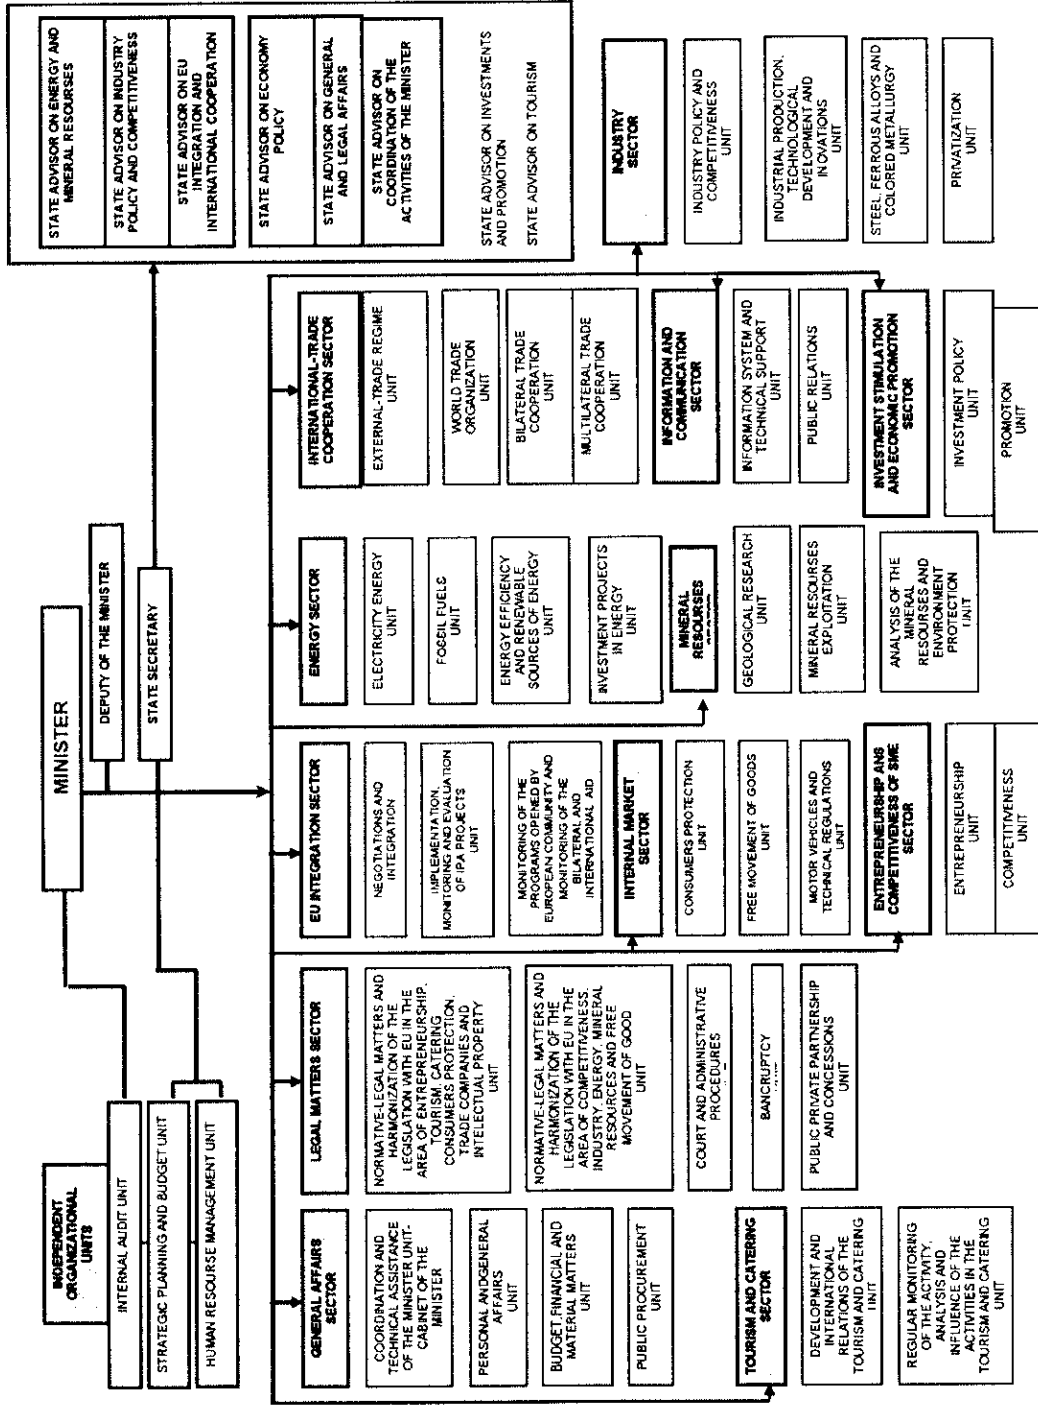 MINISTER
DEPUTY OF THE MINISTER
STATE SECRETARY
INDEPENDENT
ORGANIZATIONAL
UNITS
INTERNAL AUDIT UNIT
STRATEGIC PLANNING AND BUDGET UNIT
HUMAN RESOURSE MANAGEMENT UNIT
STATE ADVISOR ON ENERGY AND
MINERAL RESOURSES
STATE ADVISOR ON INDUSTRY
POLICY AND COMPETITIVENESS
STATE ADVISOR ON EU
INTEGRATION AND
INTERNATIONAL COOPERATION
STATE ADVISOR ON ECONOMY
POLICY
STATE ADVISOR ON GENERAL
AND LEGAL AFFAIRS
STATE ADVISOR ON
COORDINATION OF THE
ACTIVITIES OF THE MINISTER
STATE ADVISOR ON INVESTMENTS
AND PROMOTION
STATE ADVISOR ON TOURISM
GENERAL AFFAIRS
SECTOR
COORDINATION AND
TECHNICAL ASSISTANCE
OF THE MINISTER UNIT-
CABINET OF THE
MINISTER
PERSONAL ANDGENERAL
AFFAIRS
UNIT
BUDGET FINANCIAL AND
MATERIAL MATTERS
UNIT
PUBLIC PROCUREMENT
UNIT
TOURISM AND CATERING
SECTOR
DEVELOPMENT AND
INTERNATIONAL
RELATIONS OF THE
TOURISM AND CATERING
UNIT
REGULAR MONITORING
OF THE ACTIVITY,
ANALYSIS AND
INFLUENCE OF THE
ACTIVITIES IN THE
TOURISM AND CATERING
UNIT
LEGAL MATTERS SECTOR
NORMATIVE-LEGAL MATTERS AND
HARMONIZATION OF THE
LEGISLATION WITH EU IN THE
AREA OF ENTREPRENEURSHIP,
TOURISM, CATERING
CONSUMERS PROTECTION,
TRADE COMPANIES AND
INTELECTUAL PROPERTY
UNIT
NORMATIVE-LEGAL MATTERS AND
HARMONIZATION OF THE
LEGISLATION WITH EU IN THE
AREA OF COMPETITIVENESS,
INDUSTRY, ENERGY, MINERAL
RESOURCES AND FREE
MOVEMENT OF GOOD
UNIT
COURT AND ADMINISTRATIVE
PROCEDURES
BANCRUPTCY
PUBLIC PRIVATE PARTNERSHIP
AND CONCESSIONS
UNIT
EU INTEGRATION SECTOR
NEGOTIATIONS AND
INTEGRATION
IMPLEMENTATION,
MONITORING AND EVALUATION
OF IPA PROJECTS
UNIT
MONITORING OF THE
PROGRAMS OPENED BY
EUROPEAN COMMUNITY AND
MONITORING OF THE
BILATERAL AND
INTERNATIONAL AID
INTERNAL MARKET
SECTOR
CONSUMERS PROTECTION
UNIT
FREE MOVEMENT OF GOODS
UNIT
MOTOR VEHICLES AND
TECHNICAL REGULATIONS
UNIT
ENTREPRENEURSHIP ANS
COMPETITIVENESS OF SME
SECTOR
ENTREPRENEURSHIP
UNIT
COMPETITIVENESS
UNIT
ENERGY SECTOR
ELECTRICITY ENERGY
UNIT
FOSSIL FUELS
UNIT
ENERGY EFFICIENCY
AND RENEWABLE
SOURCES OF ENERGY
UNIT
INVESTMENT PROJECTS
IN ENERGY
UNIT
MINERAL
RESOURSES
GEOLOGICAL RESEARCH
UNIT
MINERAL RESOURSES
EXPLOITATION
UNIT
ANALYSIS OF THE
MINERAL
RESOURSES AND
ENVIRONMENT
PROTECTION
UNIT
INTERNATIONAL-TRADE
COOPERATION SECTOR
EXTERNAL-TRADE REGIME
UNIT
WORLD TRADE
ORGANIZATION
UNIT
BILATERAL TRADE
COOPERATION
UNIT
MULTILATERAL TRADE
COOPERATION
UNIT
INFORMATION AND
COMMUNICATION
SECTOR
INFORMATION SYSTEM AND
TECHNICAL SUPPORT
UNIT
PUBLIC RELATIONS
UNIT
INVESTMENT STIMULATION
AND ECONOMIC PROMOTION
SECTOR
INVESTMENT POLICY
UNIT
PROMOTION
UNIT
INDUSTRY
SECTOR
INDUSTRY POLICY AND
COMPETITIVENESS
UNIT
INDUSTRIAL PRODUCTION,
TECHNOLOGICAL
DEVELOPMENT AND
INOVATIONS
UNIT
STEEL, FERROUS ALLOYS AND
COLORED METALLURGY
UNIT
PRIVATIZATION
UNIT